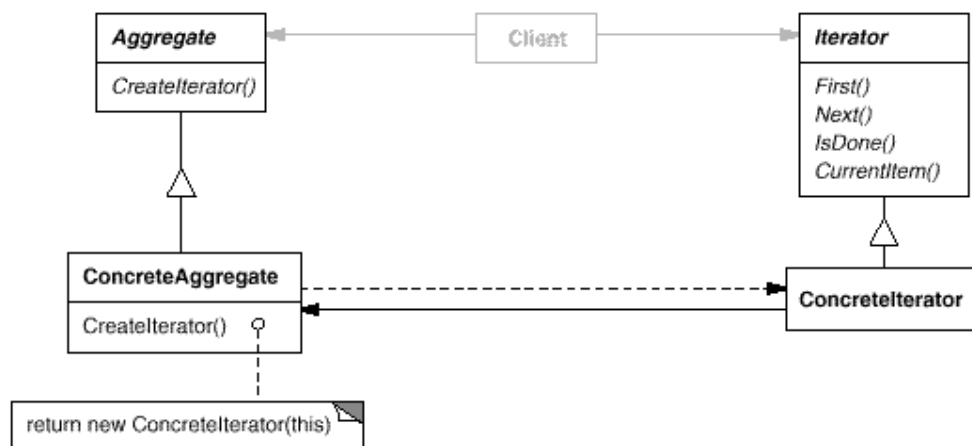 Aggregate
CreateIterator()
Client
Iterator
First()
Next()
IsDone()
CurrentItem()
ConcreteAggregate
CreateIterator()
ConcreteIterator
return new ConcreteIterator(this)